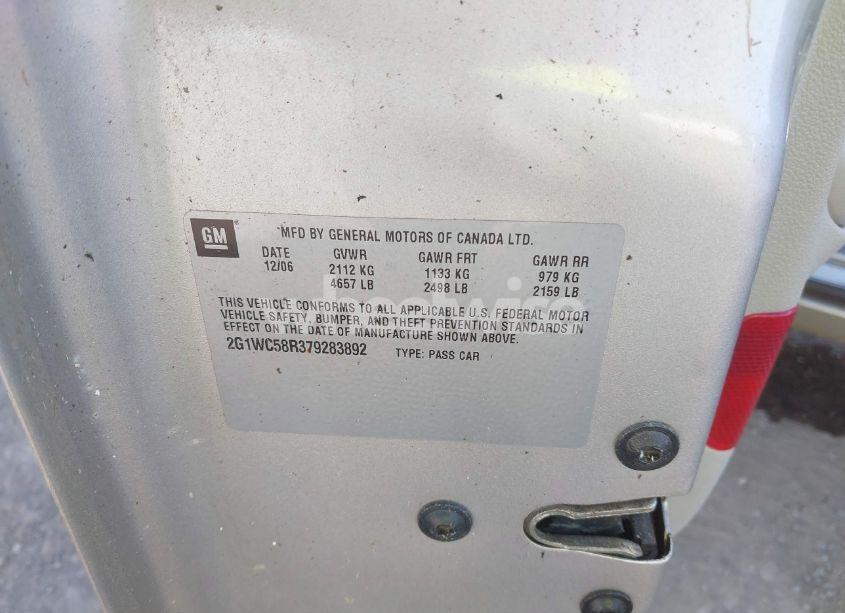 GM
MFD BY GENERAL MOTORS OF CANADA LTD.
DATE GVWR GAWR FRT GAWR RR
12/06 2112 KG 1133 KG 979 KG
4657 LB 2498 LB 2159 LB
THIS VEHICLE CONFORMS TO ALL APPLICABLE U.S. FEDERAL MOTOR
VEHICLE SAFETY, BUMPER, AND THEFT PREVENTION STANDARDS IN
EFFECT ON THE DATE OF MANUFACTURE SHOWN ABOVE.
2G1WC58R379283892 TYPE: PASS CAR